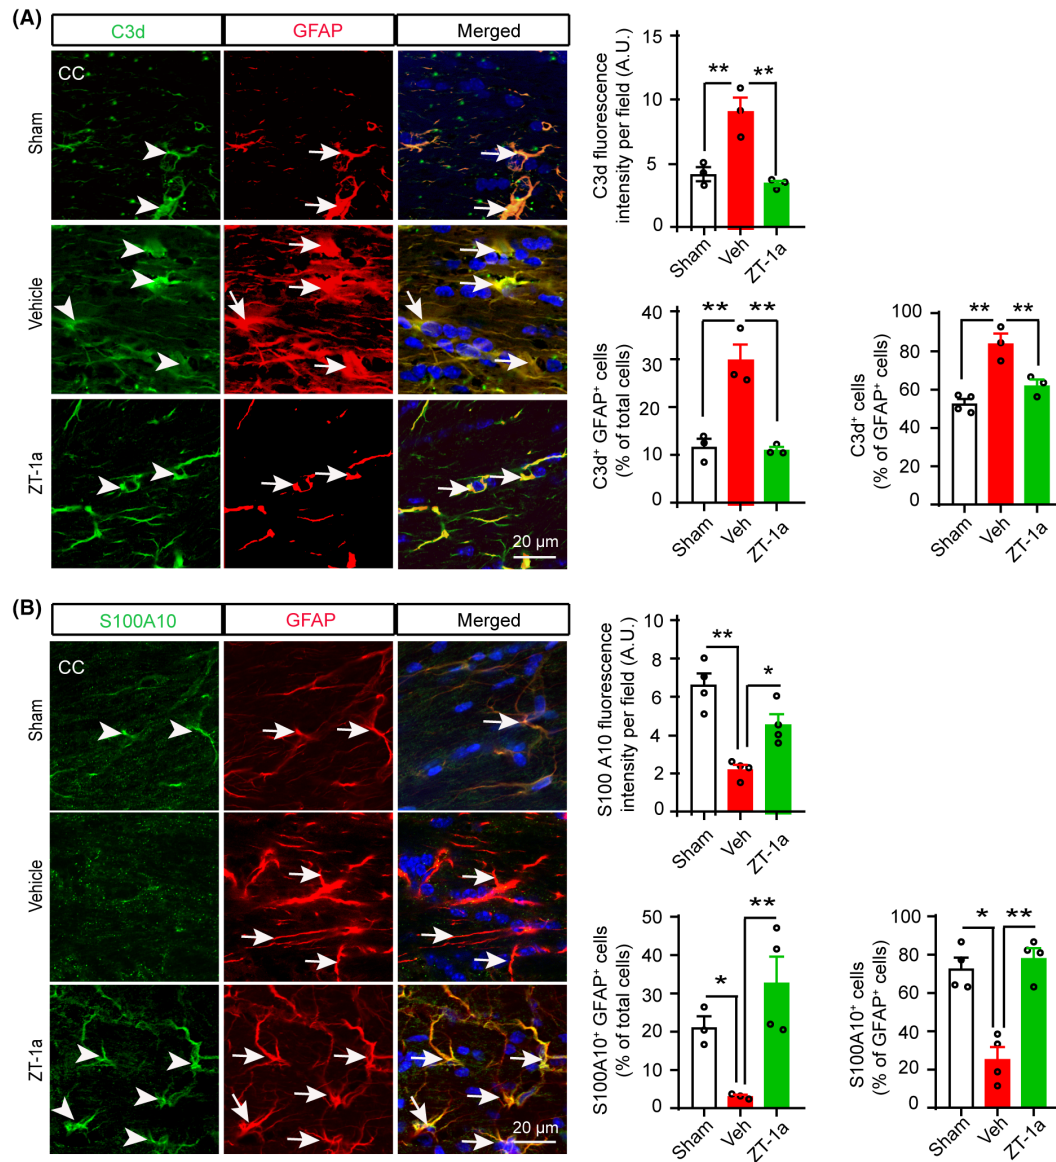 (A)
C3d GFAP Merged
CC
Sham
Vehicle
ZT-1a
20 µm
C3d fluorescence
intensity per field (A.U.)
15
10
5
0
** **
Sham Veh ZT-1a
C3d⁺ GFAP⁺ cells
(% of total cells)
40
30
20
10
0
** **
Sham Veh ZT-1a
C3d⁺ cells
(% of GFAP⁺ cells)
100
80
60
40
20
0
** **
Sham Veh ZT-1a
(B)
S100A10 GFAP Merged
CC
Sham
Vehicle
ZT-1a
20 µm
S100 A10 fluorescence
intensity per field (A.U.)
10
8
6
4
2
0
** *
Sham Veh ZT-1a
S100A10⁺ GFAP⁺ cells
(% of total cells)
50
40
30
20
10
0
* **
Sham Veh ZT-1a
S100A10⁺ cells
(% of GFAP⁺ cells)
100
80
60
40
20
0
* **
Sham Veh ZT-1a